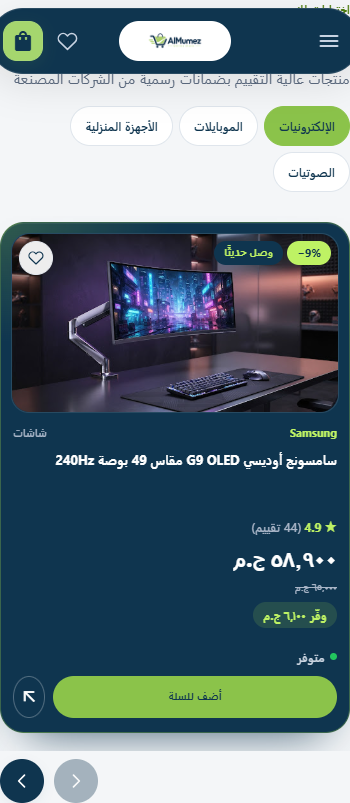 AlMumez
منتجات عالية التقييم بضمانات رسمية من الشركات المصنعة
الإلكترونيات
الموبايلات
الأجهزة المنزلية
الصوتيات
−9%
وصل حديثًا
Samsung
شاشات
سامسونج أوديسي G9 OLED مقاس 49 بوصة 240Hz
★ 4.9 (44 تقييم)
٥٨٬٩٠٠ ج.م
٦٥٬٠٠٠ ج.م
وفّر ٦٬١٠٠ ج.م
متوفر
أضف للسلة